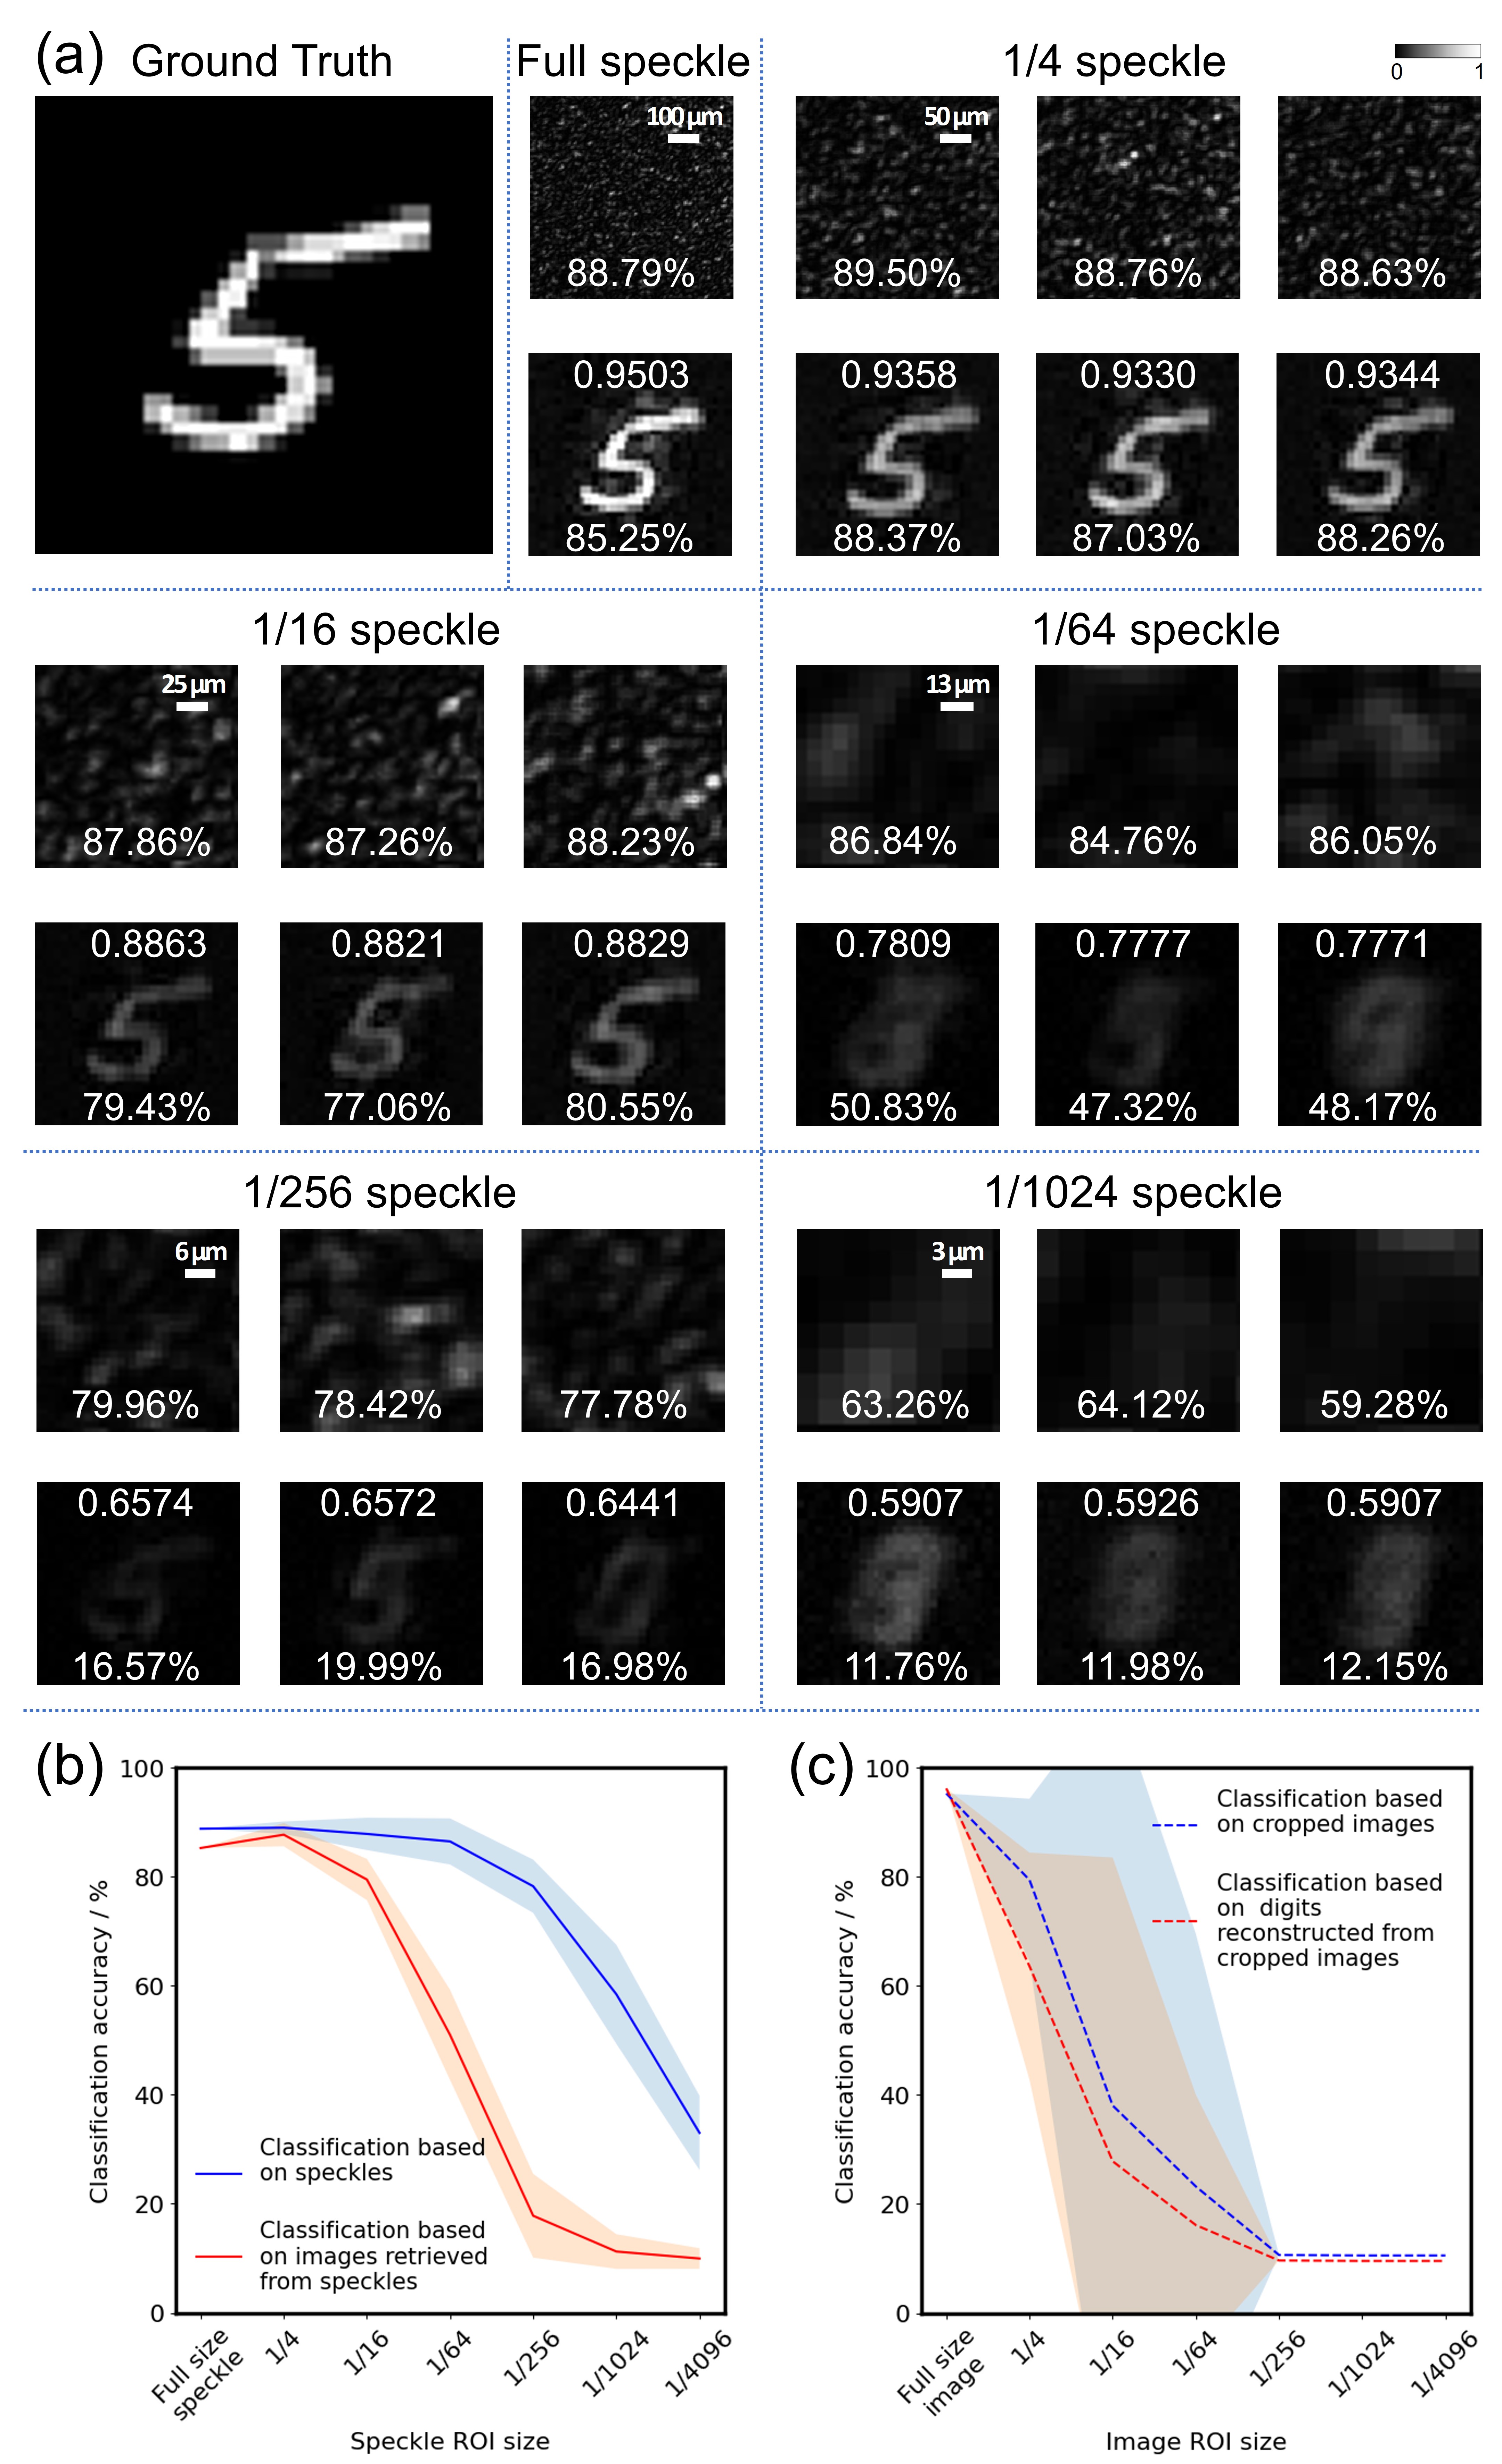 (a) Ground Truth
Full speckle
1/4 speckle
0 1
100 μm
50 μm
88.79%
89.50%
88.76%
88.63%
0.9503
0.9358
0.9330
0.9344
85.25%
88.37%
87.03%
88.26%
1/16 speckle
25 μm
87.86%
87.26%
88.23%
0.8863
0.8821
0.8829
79.43%
77.06%
80.55%
1/64 speckle
13 μm
86.84%
84.76%
86.05%
0.7809
0.7777
0.7771
50.83%
47.32%
48.17%
1/256 speckle
6 μm
79.96%
78.42%
77.78%
0.6574
0.6572
0.6441
16.57%
19.99%
16.98%
1/1024 speckle
3 μm
63.26%
64.12%
59.28%
0.5907
0.5926
0.5907
11.76%
11.98%
12.15%
(b)
100
80
60
40
20
0
Classification accuracy / %
Classification based
on speckles
Classification based
on images retrieved
from speckles
Full size
speckle
1/4
1/16
1/64
1/256
1/1024
1/4096
Speckle ROI size
(c)
100
80
60
40
20
0
Classification accuracy / %
Classification based
on cropped images
Classification based
on digits
reconstructed from
cropped images
Full size
image
1/4
1/16
1/64
1/256
1/1024
1/4096
Image ROI size